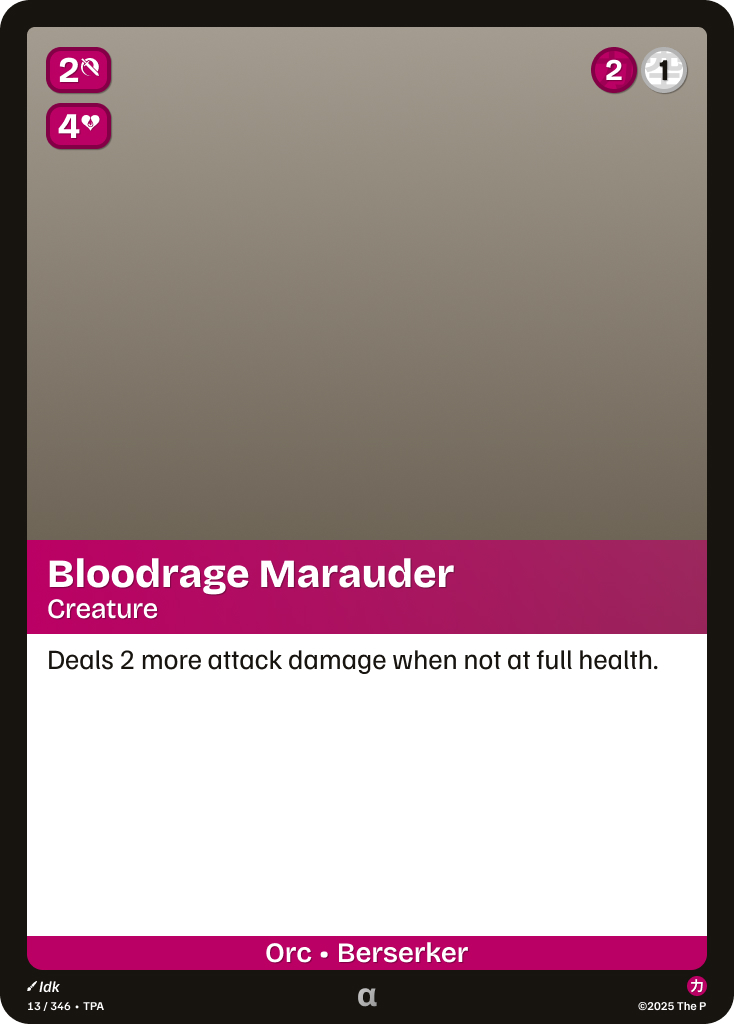 2
2 1
4
Bloodrage Marauder
Creature
Deals 2 more attack damage when not at full health.
Orc • Berserker
Idk
13 / 346 • TPA
α
力
©2025 The P